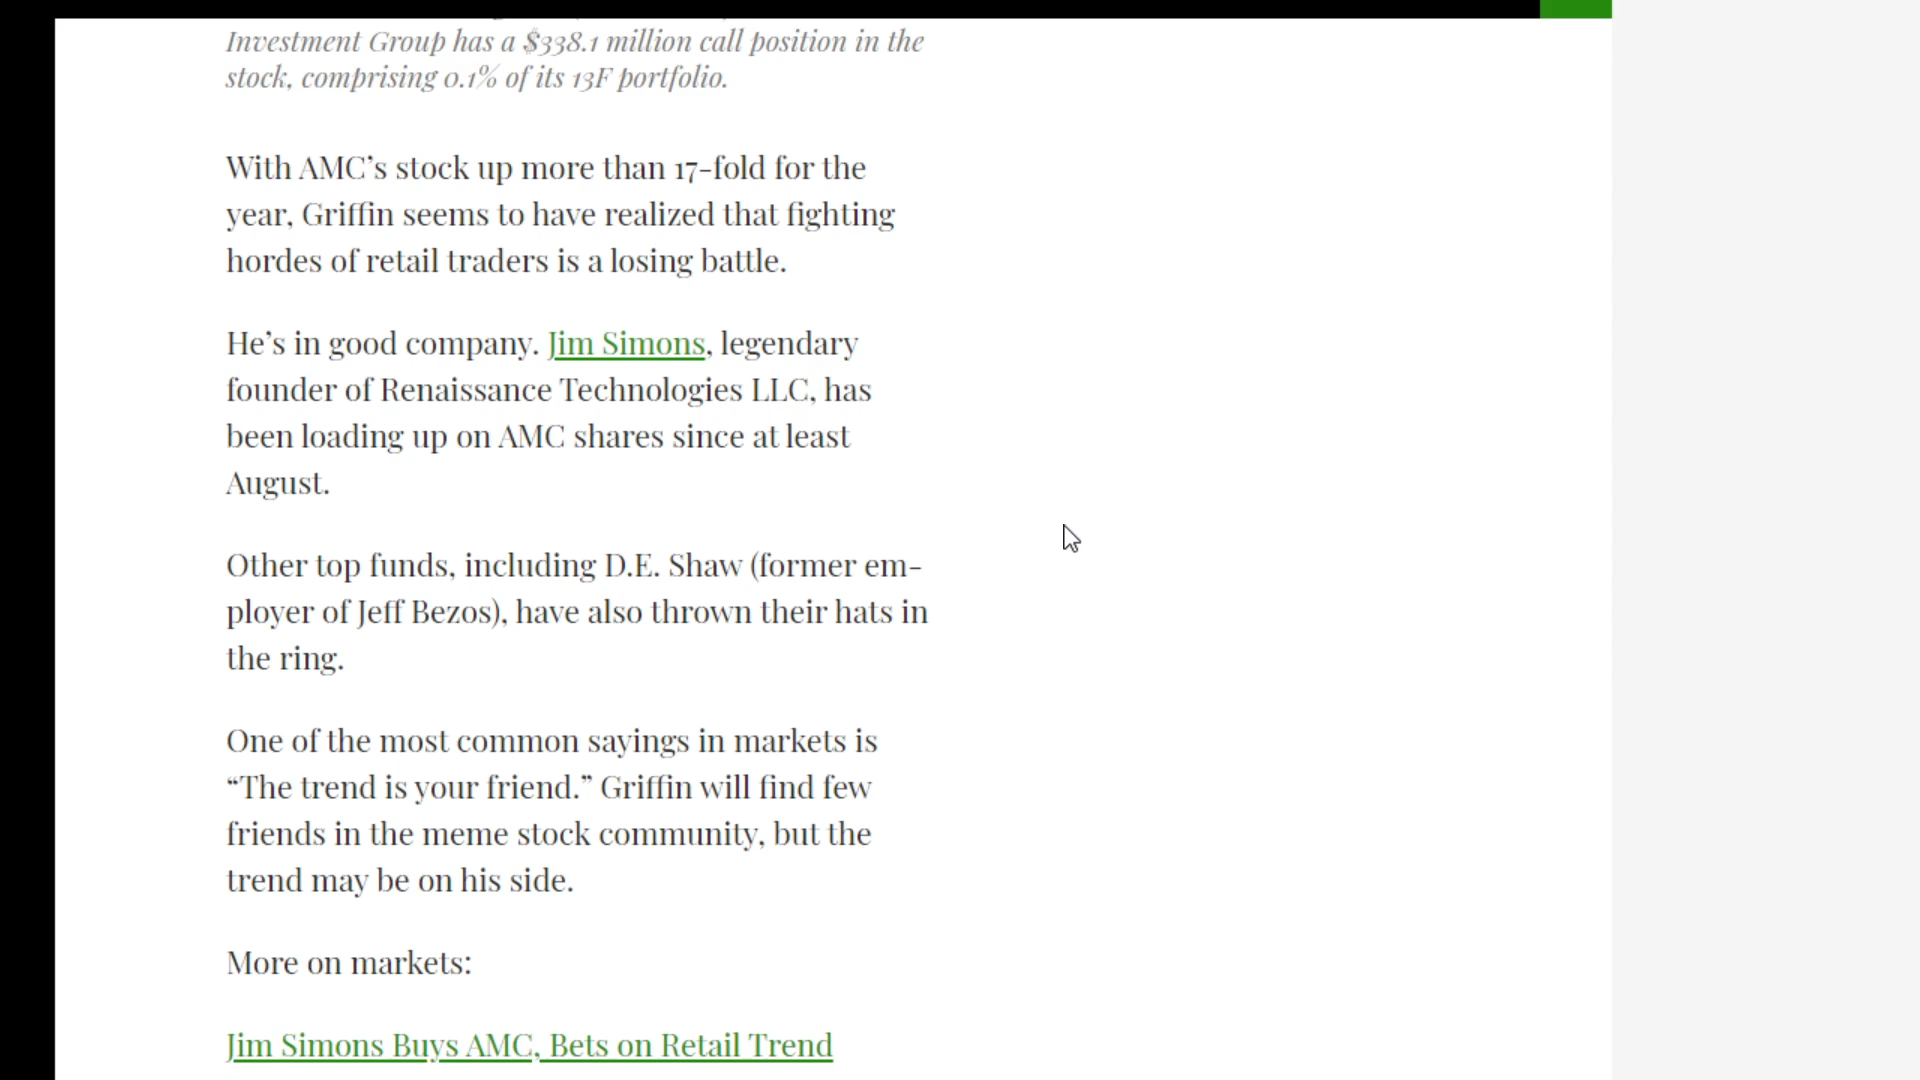 Investment Group has a $338.1 million call position in the
stock, comprising 0.1% of its 13F portfolio.
With AMC’s stock up more than 17-fold for the
year, Griffin seems to have realized that fighting
hordes of retail traders is a losing battle.
He’s in good company. Jim Simons, legendary
founder of Renaissance Technologies LLC, has
been loading up on AMC shares since at least
August.
Other top funds, including D.E. Shaw (former em-
ployer of Jeff Bezos), have also thrown their hats in
the ring.
One of the most common sayings in markets is
“The trend is your friend.” Griffin will find few
friends in the meme stock community, but the
trend may be on his side.
More on markets:
Jim Simons Buys AMC, Bets on Retail Trend